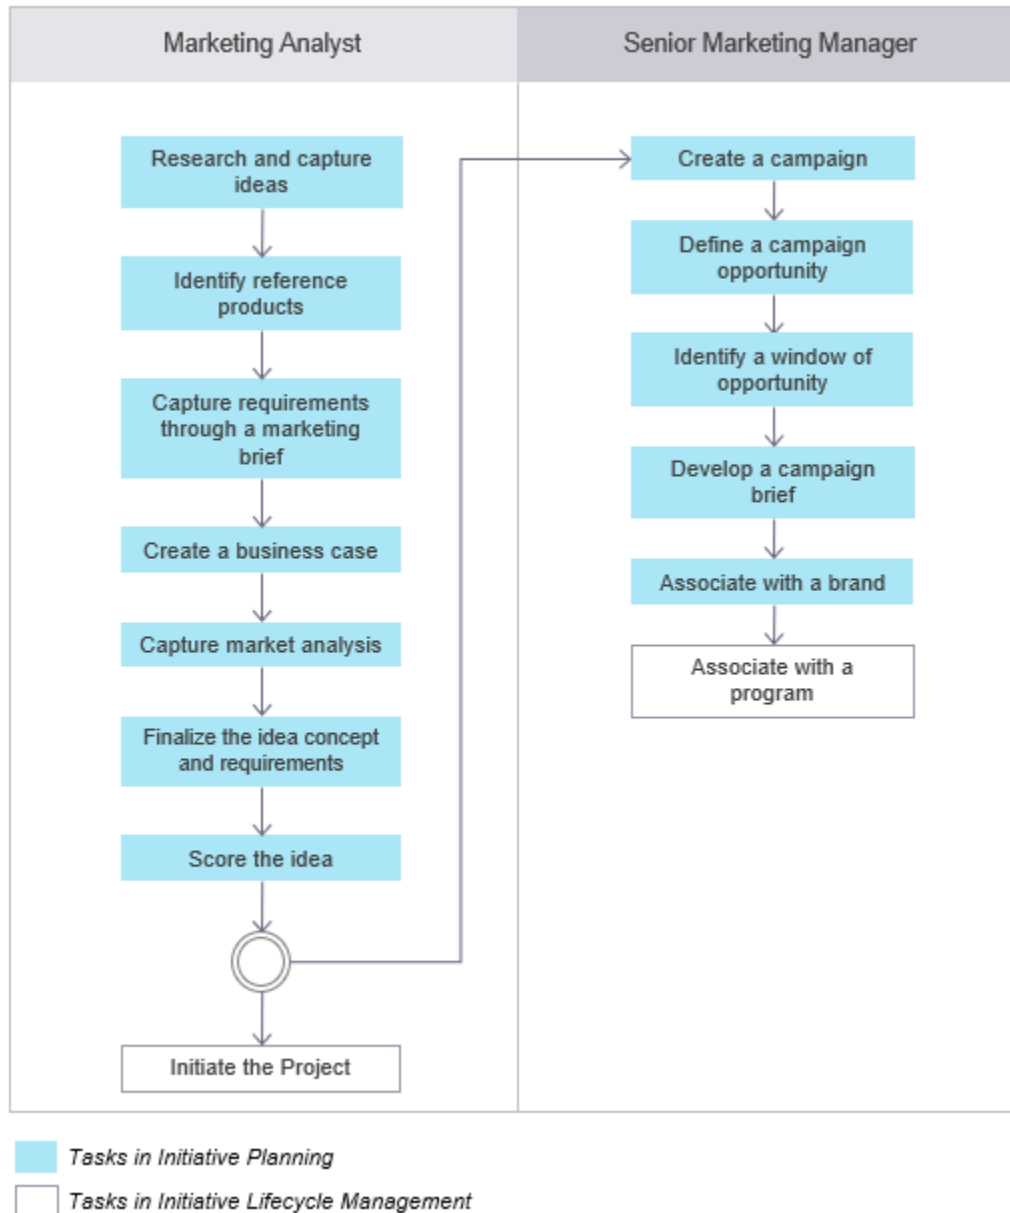 Marketing Analyst
Senior Marketing Manager
Research and capture
ideas
Identify reference
products
Capture requirements
through a marketing
brief
Create a business case
Capture market analysis
Finalize the idea concept
and requirements
Score the idea
Initiate the Project
Create a campaign
Define a campaign
opportunity
Identify a window of
opportunity
Develop a campaign
brief
Associate with a brand
Associate with a
program
Tasks in Initiative Planning
Tasks in Initiative Lifecycle Management